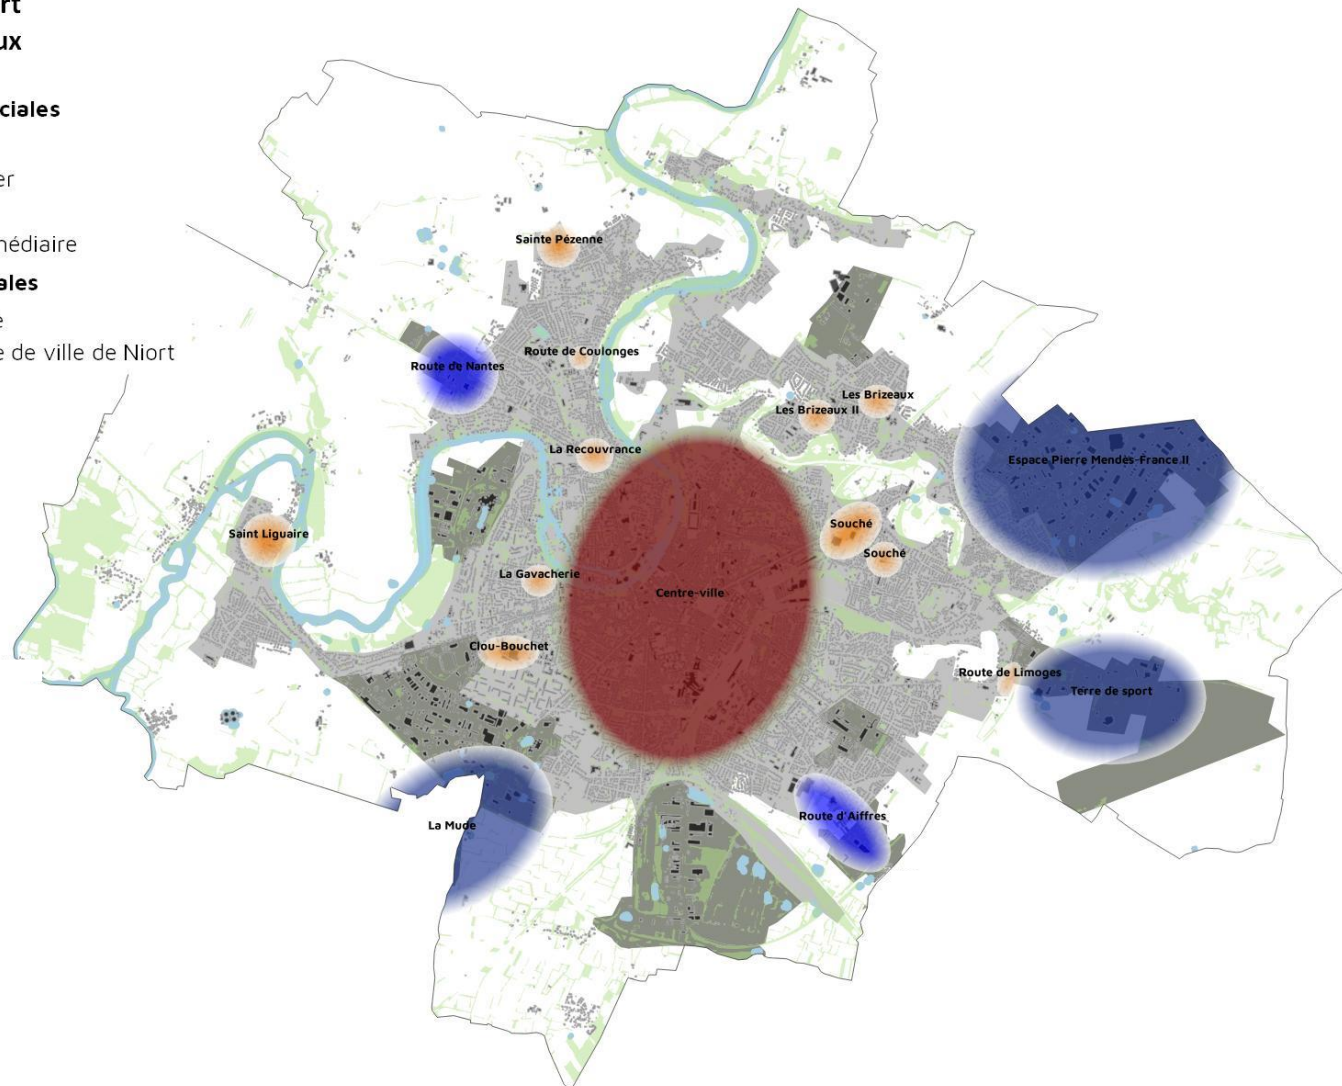 rt
ux
ciales
er
nédiaire
ales
e
e de ville de Niort
Sainte Pézenne
Route de Coulonges
Route de Nantes
Les Brizeaux
Les Brizeaux II
La Recouvrance
Espace Pierre Mendès-France II
Souché
Saint Liguaire
Souché
La Gavacherie
Centre-ville
Clou-Bouchet
Route de Limoges
Terre de sport
Route d'Aiffres
La Mude